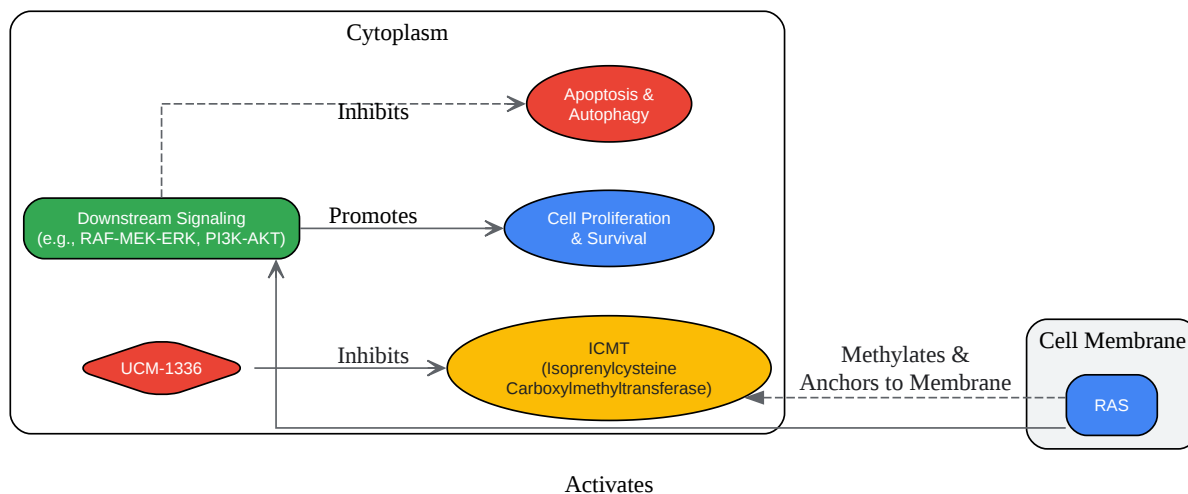 Cytoplasm
Apoptosis &
Autophagy
Inhibits
Downstream Signaling
(e.g., RAF-MEK-ERK, PI3K-AKT)
Promotes
Cell Proliferation
& Survival
UCM-1336
Inhibits
ICMT
(Isoprenylcysteine
Carboxylmethyltransferase)
Methylates &
Anchors to Membrane
Cell Membrane
RAS
Activates